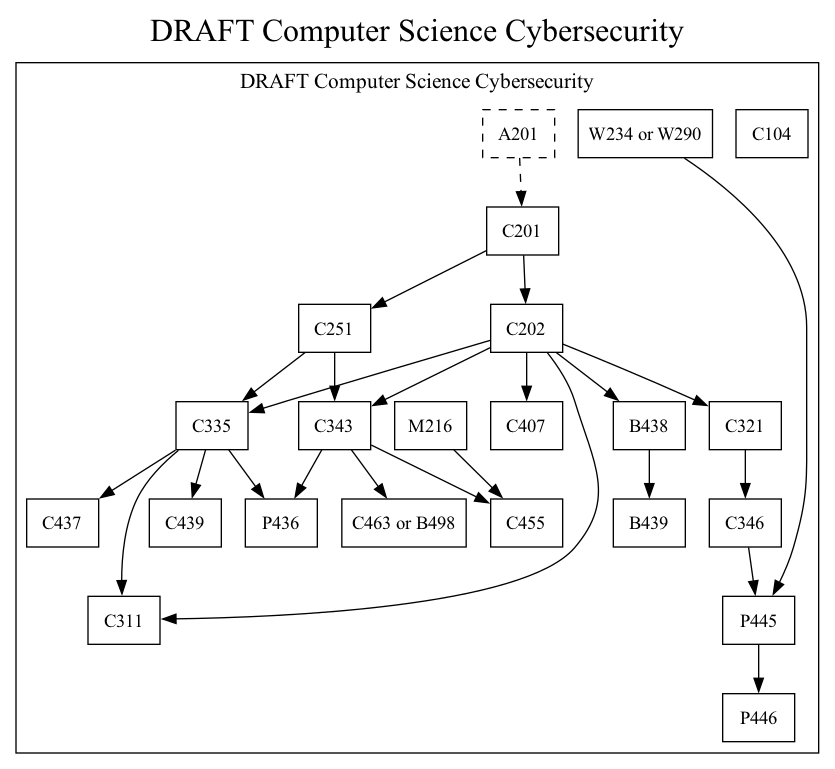 DRAFT Computer Science Cybersecurity
DRAFT Computer Science Cybersecurity
A201
W234 or W290
C104
C201
C251
C202
C335
C343
M216
C407
B438
C321
C437
C439
P436
C463 or B498
C455
B439
C346
C311
P445
P446